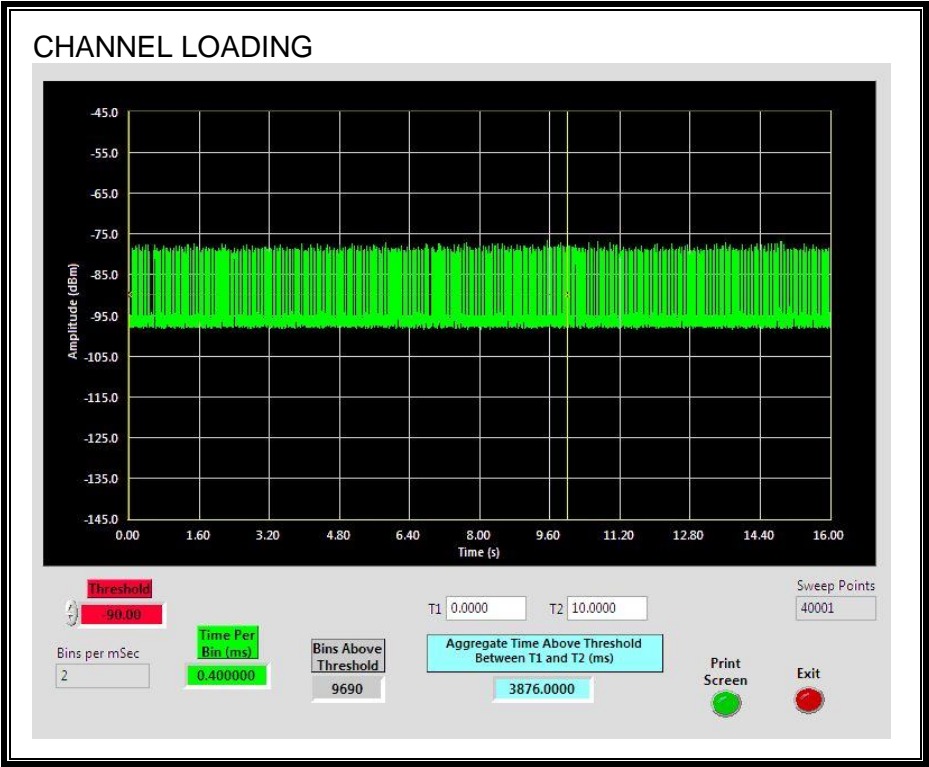 CHANNEL LOADING
-45.0
-55.0
-65.0
-75.0
-85.0
-95.0
-105.0
-115.0
-125.0
-135.0
-145.0
Amplitude (dBm)
0.00 1.60 3.20 4.80 6.40 8.00 9.60 11.20 12.80 14.40 16.00
Time (s)
Threshold
-90.00
T1 0.0000 T2 10.0000
Sweep Points
40001
Bins per mSec
2
Time Per
Bin (ms)
0.400000
Bins Above
Threshold
9690
Aggregate Time Above Threshold
Between T1 and T2 (ms)
3876.0000
Print
Screen
Exit